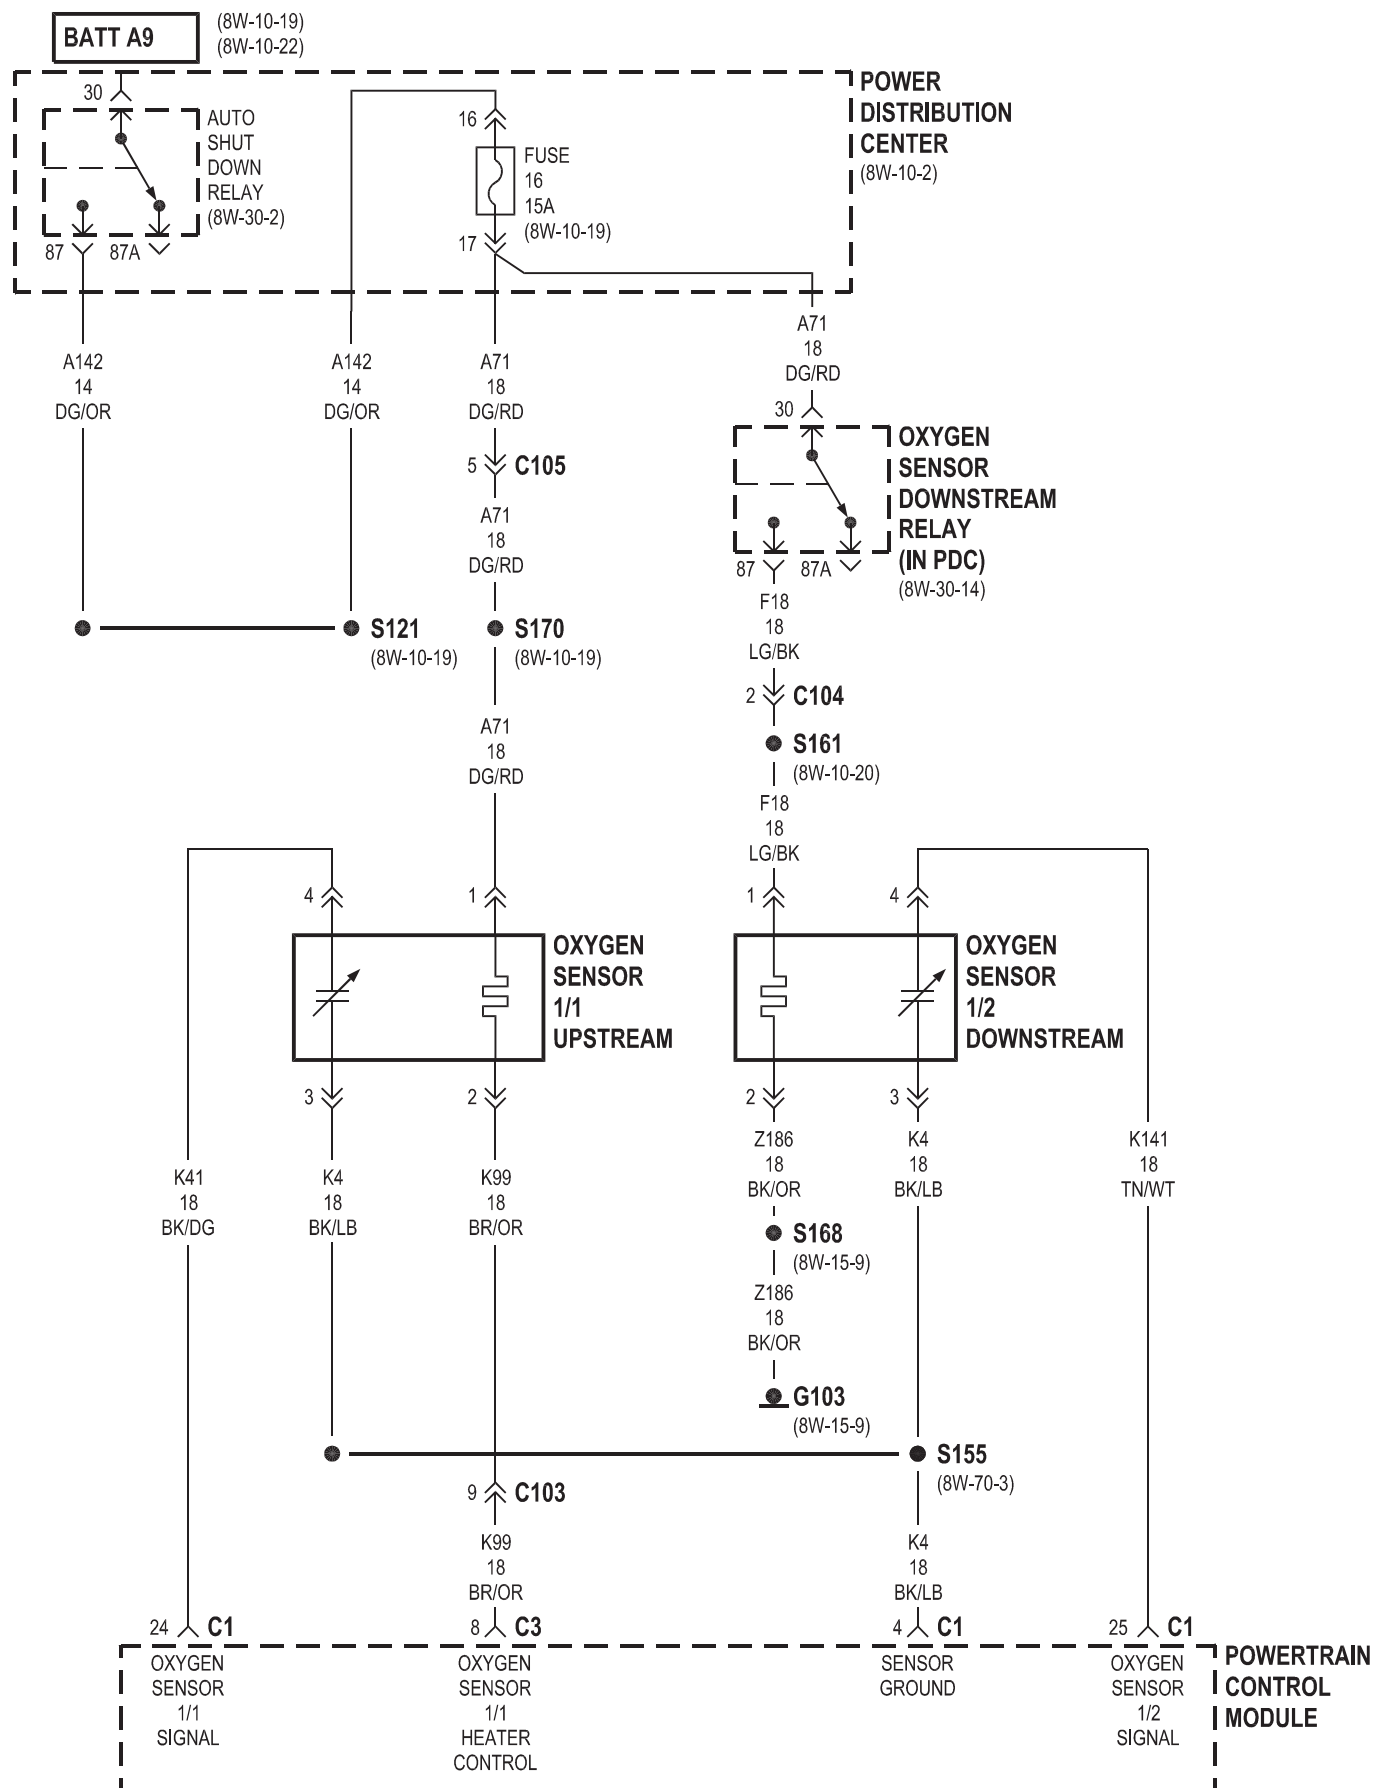 BATT A9
(8W-10-19)
(8W-10-22)
POWER
DISTRIBUTION
CENTER
(8W-10-2)
30
AUTO
SHUT
DOWN
RELAY
(8W-30-2)
87
87A
16
FUSE
16
15A
(8W-10-19)
17
A142
14
DG/OR
A142
14
DG/OR
A71
18
DG/RD
A71
18
DG/RD
5
C105
A71
18
DG/RD
30
OXYGEN
SENSOR
DOWNSTREAM
RELAY
(IN PDC)
(8W-30-14)
87
87A
S121
(8W-10-19)
S170
(8W-10-19)
F18
18
LG/BK
2
C104
S161
(8W-10-20)
A71
18
DG/RD
F18
18
LG/BK
4
1
OXYGEN
SENSOR
1/1
UPSTREAM
3
2
1
4
OXYGEN
SENSOR
1/2
DOWNSTREAM
2
3
K41
18
BK/DG
K4
18
BK/LB
K99
18
BR/OR
Z186
18
BK/OR
K4
18
BK/LB
K141
18
TN/WT
S168
(8W-15-9)
Z186
18
BK/OR
G103
(8W-15-9)
S155
(8W-70-3)
9
C103
K99
18
BR/OR
K4
18
BK/LB
24
C1
8
C3
4
C1
25
C1
OXYGEN
SENSOR
1/1
SIGNAL
OXYGEN
SENSOR
1/1
HEATER
CONTROL
SENSOR
GROUND
OXYGEN
SENSOR
1/2
SIGNAL
POWERTRAIN
CONTROL
MODULE